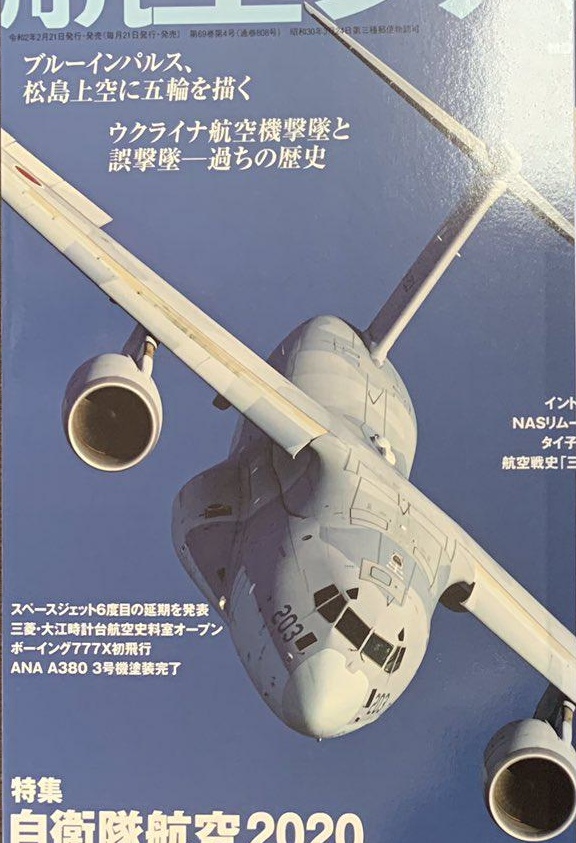 令和2年2月21日発行・発売(毎月21日発行・発売) 第69巻第4号(通巻808号) 昭和30年3月24日第三種郵便物認可
ブルーインパルス、
松島上空に五輪を描く
ウクライナ航空機撃墜と
誤撃墜—過ちの歴史
イント
NASリムー
タイ子
航空戦史「三
203
203
スペースジェット6度目の延期を発表
三菱・大江時計台航空史料室オープン
ボーイング777X初飛行
ANA A380 3号機塗装完了
特集
自衛隊航空2020